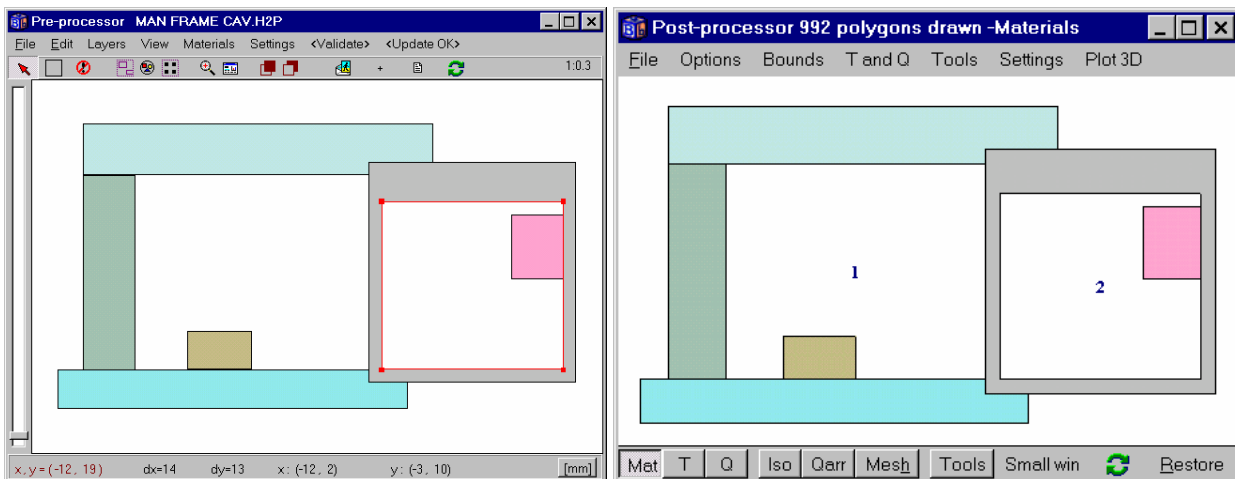 Pre-processor MAN FRAME CAV.H2P
File Edit Layers View Materials Settings <Validate> <Update OK>
1:0.3
x,y=(-12, 19) dx=14 dy=13 x: (-12, 2) y: (-3, 10) [mm]
Post-processor 992 polygons drawn -Materials
File Options Bounds T and Q Tools Settings Plot 3D
1
2
Mat T Q Iso Qarr Mesh Tools Small win Restore